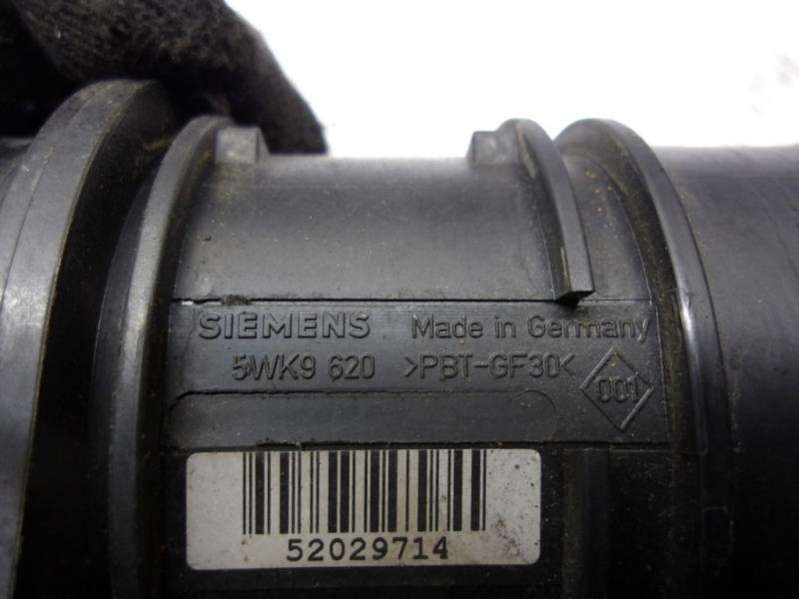 SIEMENS Made in Germany
5WK9 620 >PBT-GF30< 001
52029714